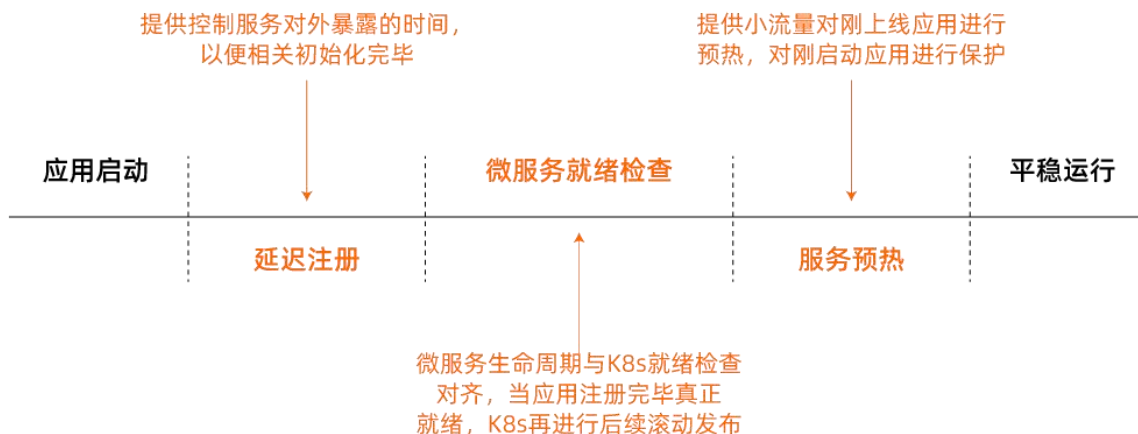 提供控制服务对外暴露的时间，
以便相关初始化完毕
提供小流量对刚上线应用进行
预热，对刚启动应用进行保护
应用启动
微服务就绪检查
平稳运行
延迟注册
服务预热
微服务生命周期与K8s就绪检查
对齐，当应用注册完毕真正
就绪，K8s再进行后续滚动发布